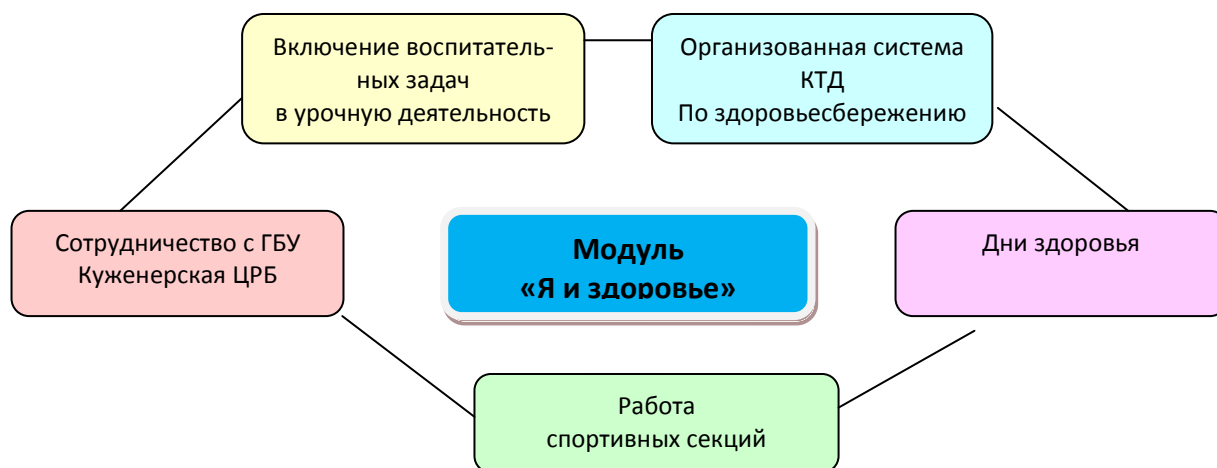 Включение воспитатель-
ных задач
в урочную деятельность
Организованная система
КТД
По здоровьесбережению
Сотрудничество с ГБУ
Куженерская ЦРБ
Модуль
«Я и здоровье»
Дни здоровья
Работа
спортивных секций